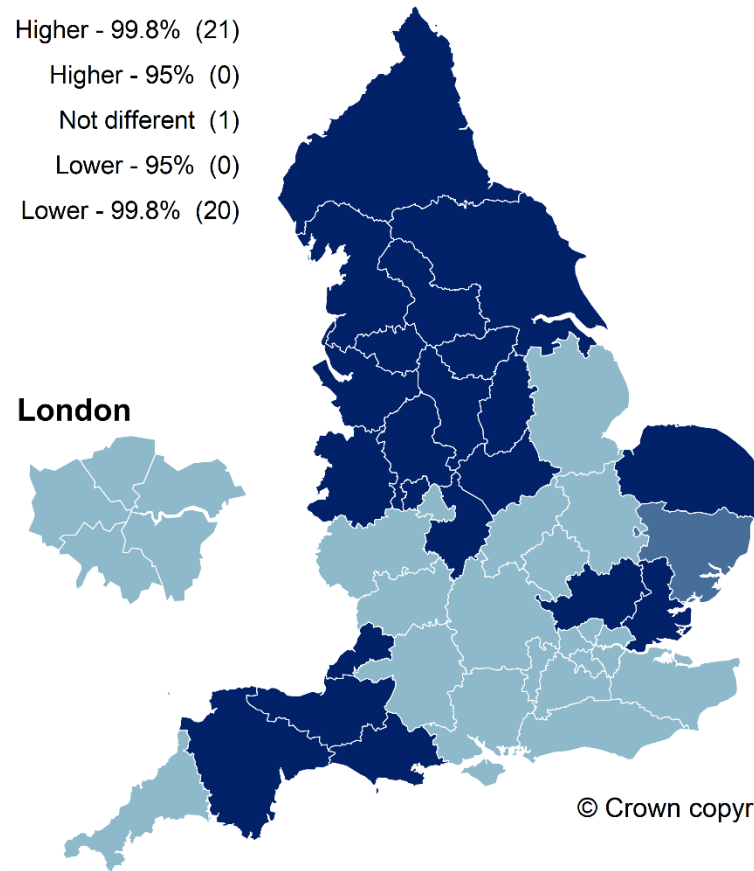 Higher - 99.8% (21)
Higher - 95% (0)
Not different (1)
Lower - 95% (0)
Lower - 99.8% (20)
London
© Crown copyr